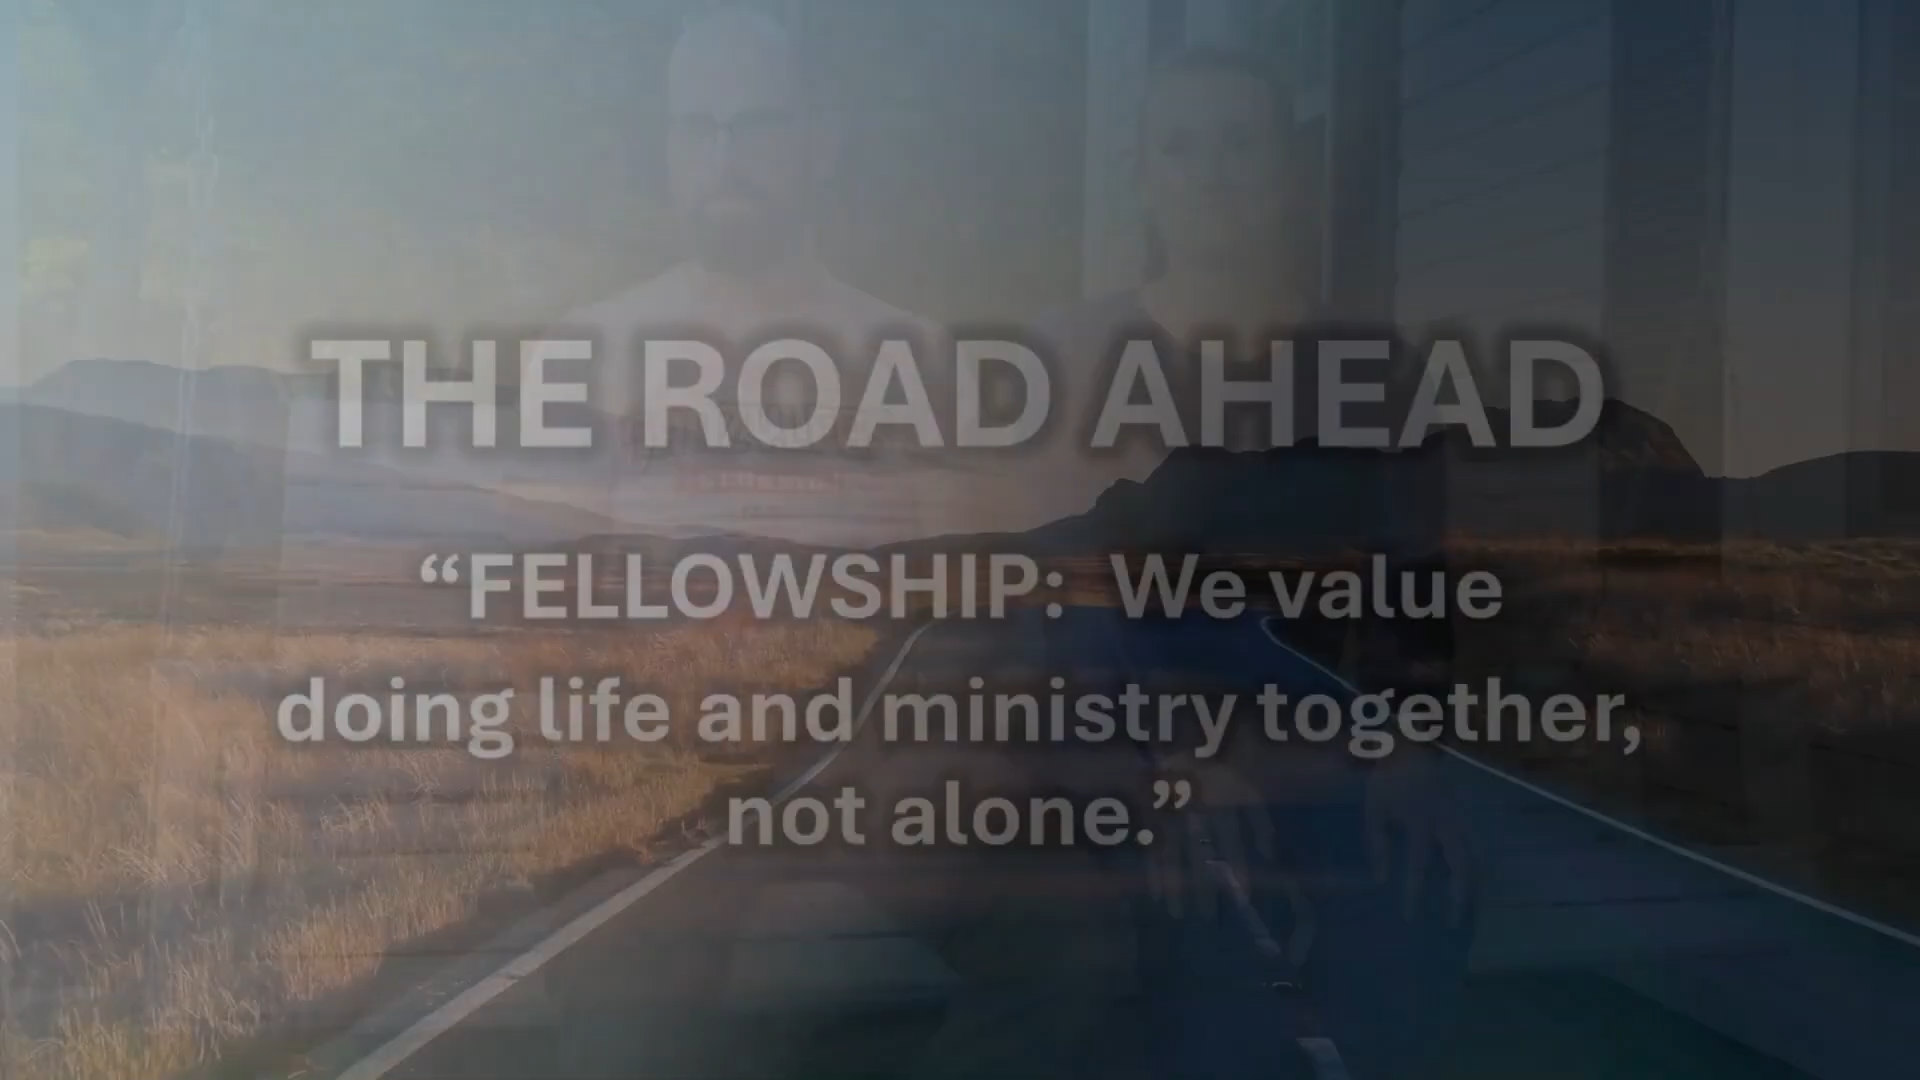 THE ROAD AHEAD
“FELLOWSHIP: We value
doing life and ministry together,
not alone.”